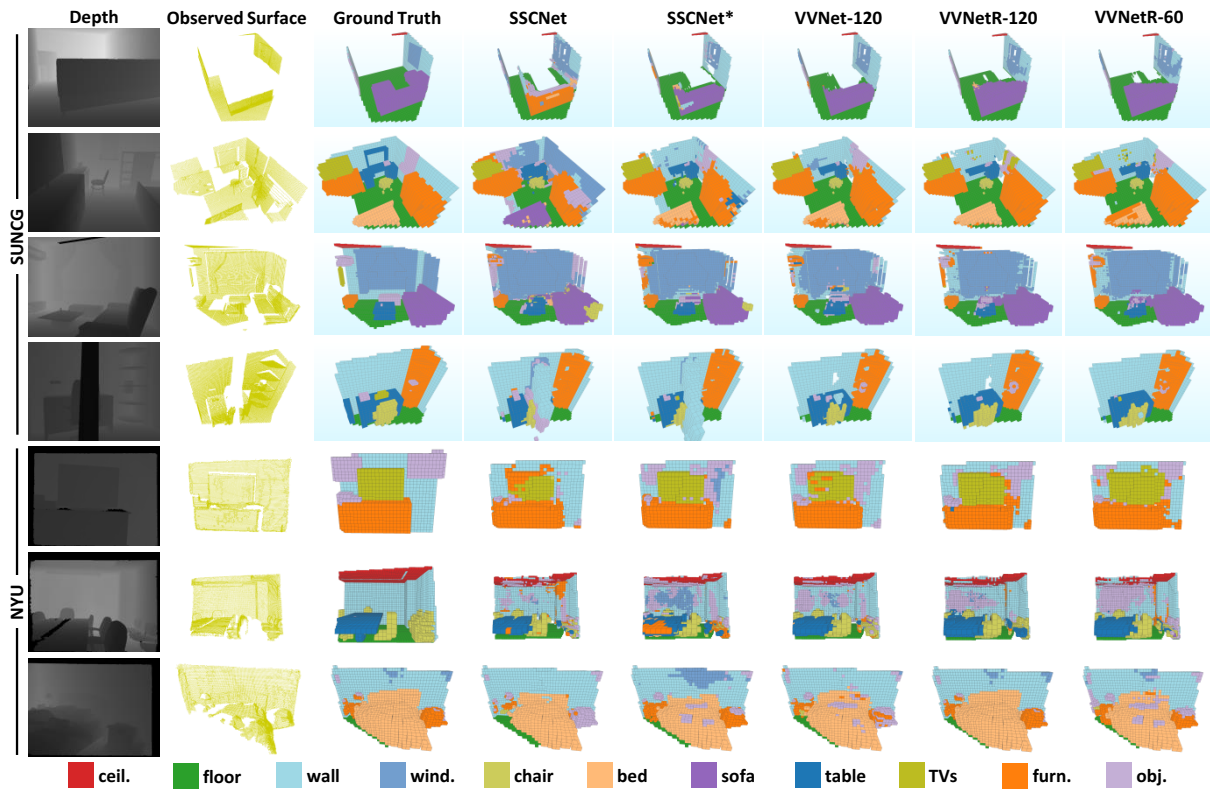 Depth Observed Surface Ground Truth SSCNet SSCNet* VVNet-120 VVNetR-120 VVNetR-60
SUNCG
NYU
ceil. floor wall wind. chair bed sofa table TVs furn. obj.